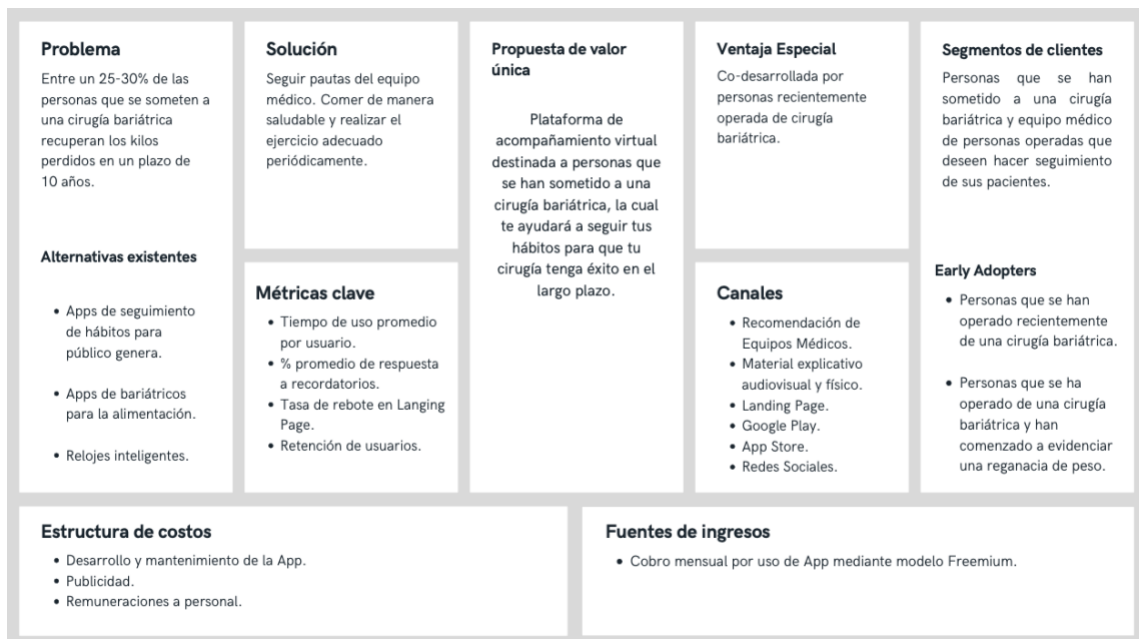 Problema
Entre un 25-30% de las
personas que se someten a
una cirugía bariátrica
recuperan los kilos
perdidos en un plazo de
10 años.
Alternativas existentes
• Apps de seguimiento
de hábitos para
público genera.
• Apps de bariátricos
para la alimentación.
• Relojes inteligentes.
Solución
Seguir pautas del equipo
médico. Comer de manera
saludable y realizar el
ejercicio adecuado
periódicamente.
Métricas clave
• Tiempo de uso promedio
por usuario.
• % promedio de respuesta
a recordatorios.
• Tasa de rebote en Langing
Page.
• Retención de usuarios.
Propuesta de valor
única
Plataforma de
acompañamiento virtual
destinada a personas que
se han sometido a una
cirugía bariátrica, la cual
te ayudará a seguir tus
hábitos para que tu
cirugía tenga éxito en el
largo plazo.
Ventaja Especial
Co-desarrollada por
personas recientemente
operada de cirugía
bariátrica.
Canales
• Recomendación de
Equipos Médicos.
• Material explicativo
audiovisual y físico.
• Landing Page.
• Google Play.
• App Store.
• Redes Sociales.
Segmentos de clientes
Personas que se han
sometido a una cirugía
bariátrica y equipo médico
de personas operadas que
deseen hacer seguimiento
de sus pacientes.
Early Adopters
• Personas que se han
operado recientemente
de una cirugía bariátrica.
• Personas que se ha
operado de una cirugía
bariátrica y han
comenzado a evidenciar
una reganacia de peso.
Estructura de costos
• Desarrollo y mantenimiento de la App.
• Publicidad.
• Remuneraciones a personal.
Fuentes de ingresos
• Cobro mensual por uso de App mediante modelo Freemium.